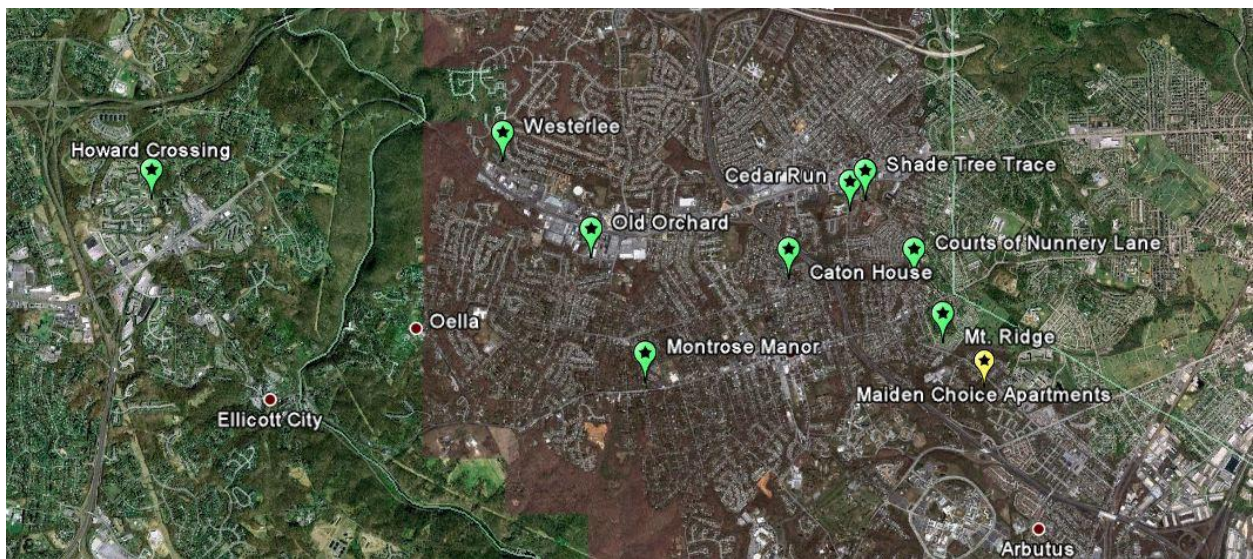 Westerlee
Howard Crossing
Shade Tree Trace
Cedar Run
Old Orchard
Courts of Nunnery Lane
Caton House
Oella
Mt. Ridge
Montrose Manor
Maiden Choice Apartments
Ellicott City
Arbutus